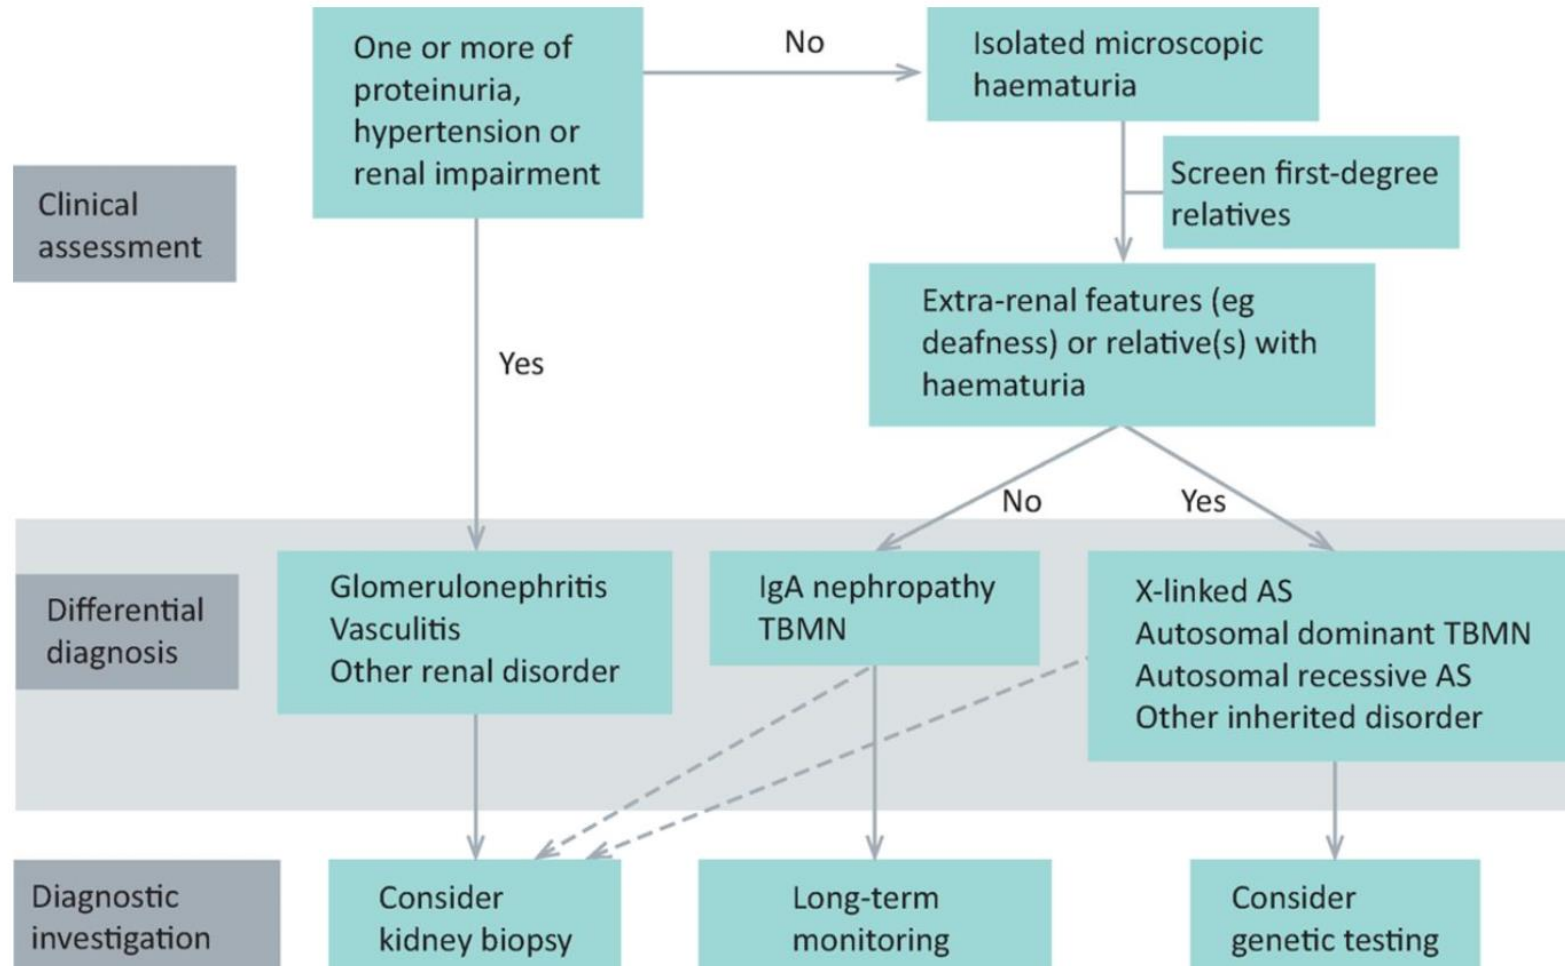 One or more of
proteinuria,
hypertension or
renal impairment
No
Isolated microscopic
haematuria
Screen first-degree
relatives
Clinical
assessment
Extra-renal features (eg
deafness) or relative(s) with
haematuria
Yes
No
Yes
Differential
diagnosis
Glomerulonephritis
Vasculitis
Other renal disorder
IgA nephropathy
TBMN
X-linked AS
Autosomal dominant TBMN
Autosomal recessive AS
Other inherited disorder
Diagnostic
investigation
Consider
kidney biopsy
Long-term
monitoring
Consider
genetic testing